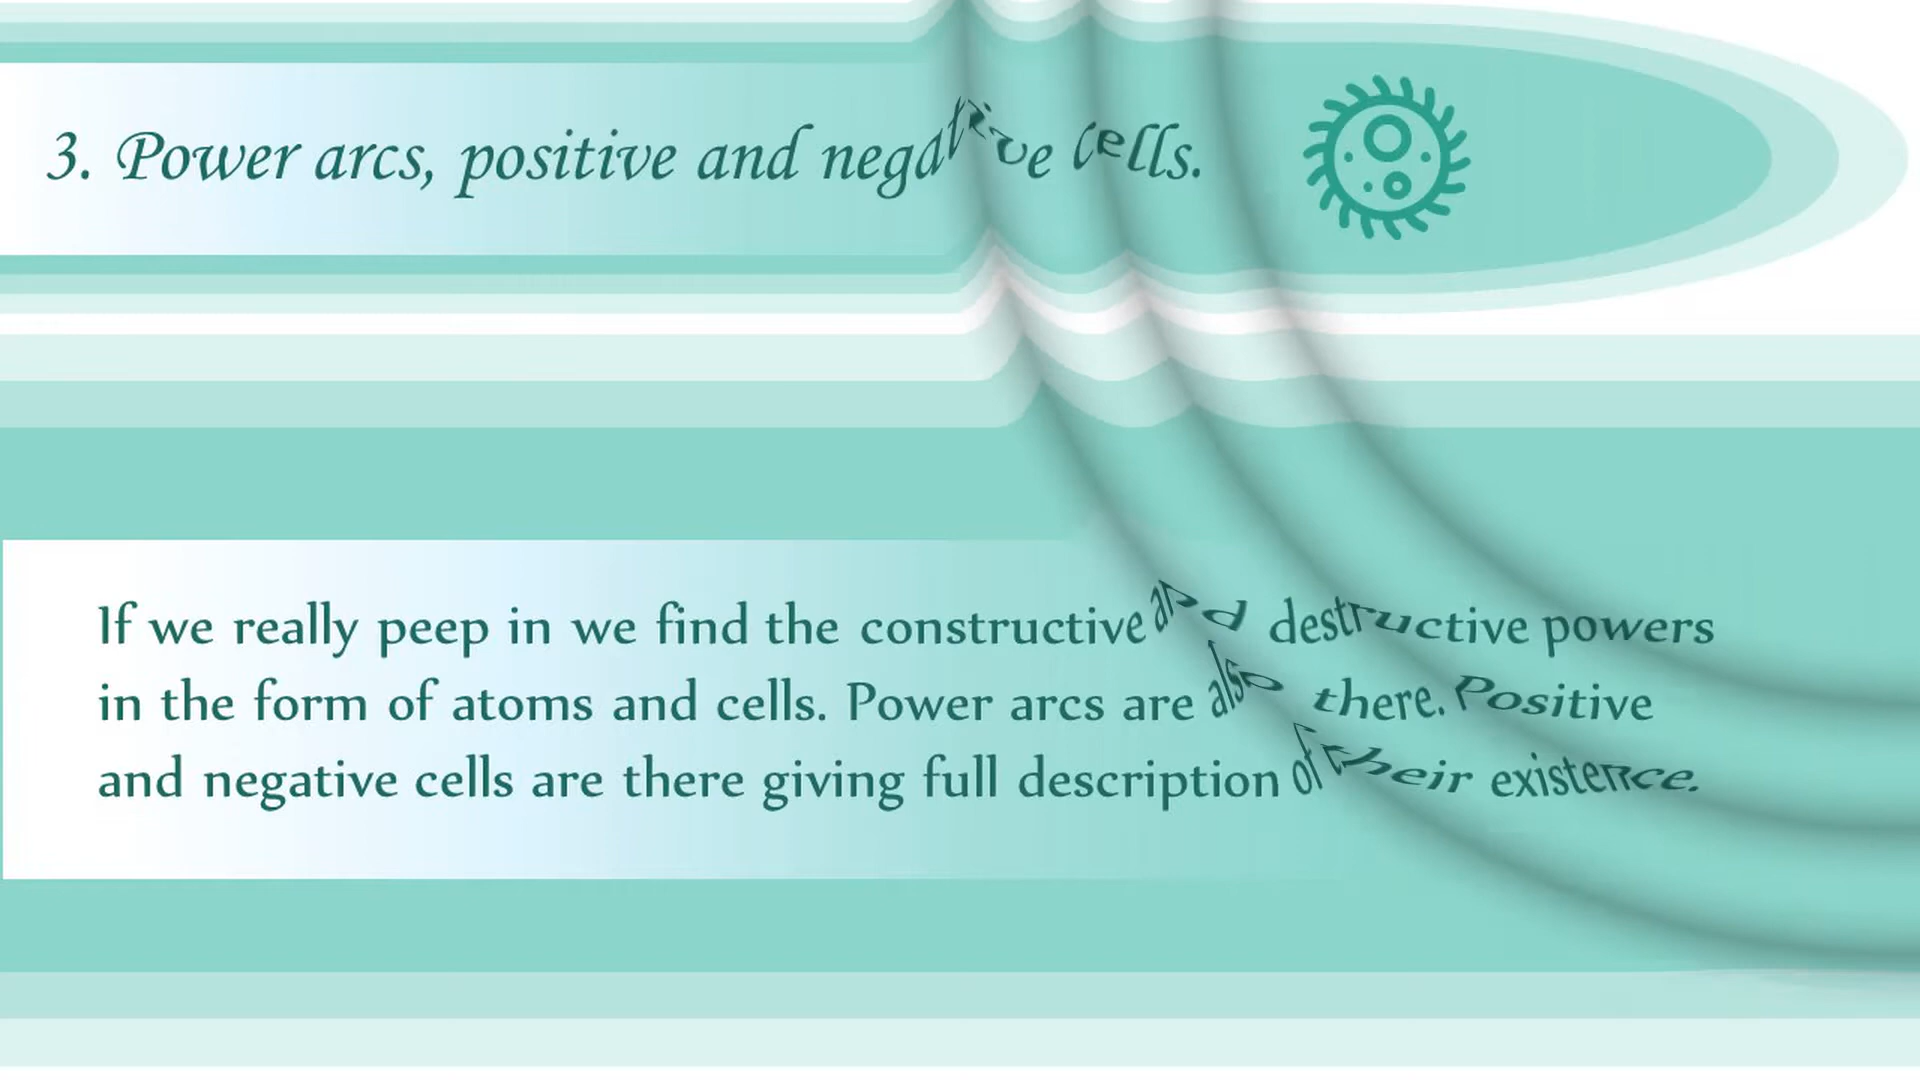 3. Power arcs, positive and negative cells.
If we really peep in we find the constructive and destructive powers
in the form of atoms and cells. Power arcs are also there. Positive
and negative cells are there giving full description of their existence.